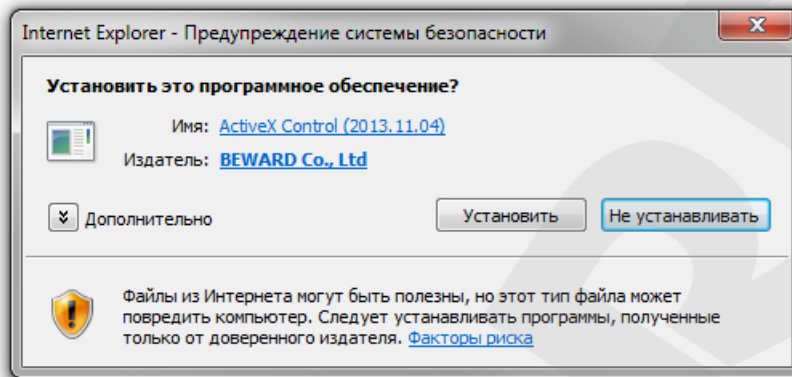 Internet Explorer - Предупреждение системы безопасности
Установить это программное обеспечение?
Имя: ActiveX Control (2013.11.04)
Издатель: BEWARD Co., Ltd
Дополнительно
Установить
Не устанавливать
Файлы из Интернета могут быть полезны, но этот тип файла может
повредить компьютер. Следует устанавливать программы, полученные
только от доверенного издателя. Факторы риска